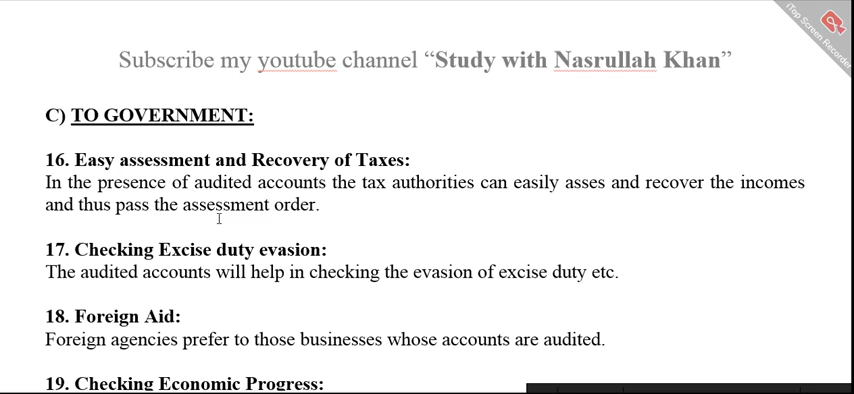 iTop Screen Recorder
Subscribe my youtube channel “Study with Nasrullah Khan”
C) TO GOVERNMENT:
16. Easy assessment and Recovery of Taxes:
In the presence of audited accounts the tax authorities can easily asses and recover the incomes
and thus pass the assessment order.
17. Checking Excise duty evasion:
The audited accounts will help in checking the evasion of excise duty etc.
18. Foreign Aid:
Foreign agencies prefer to those businesses whose accounts are audited.
19. Checking Economic Progress: